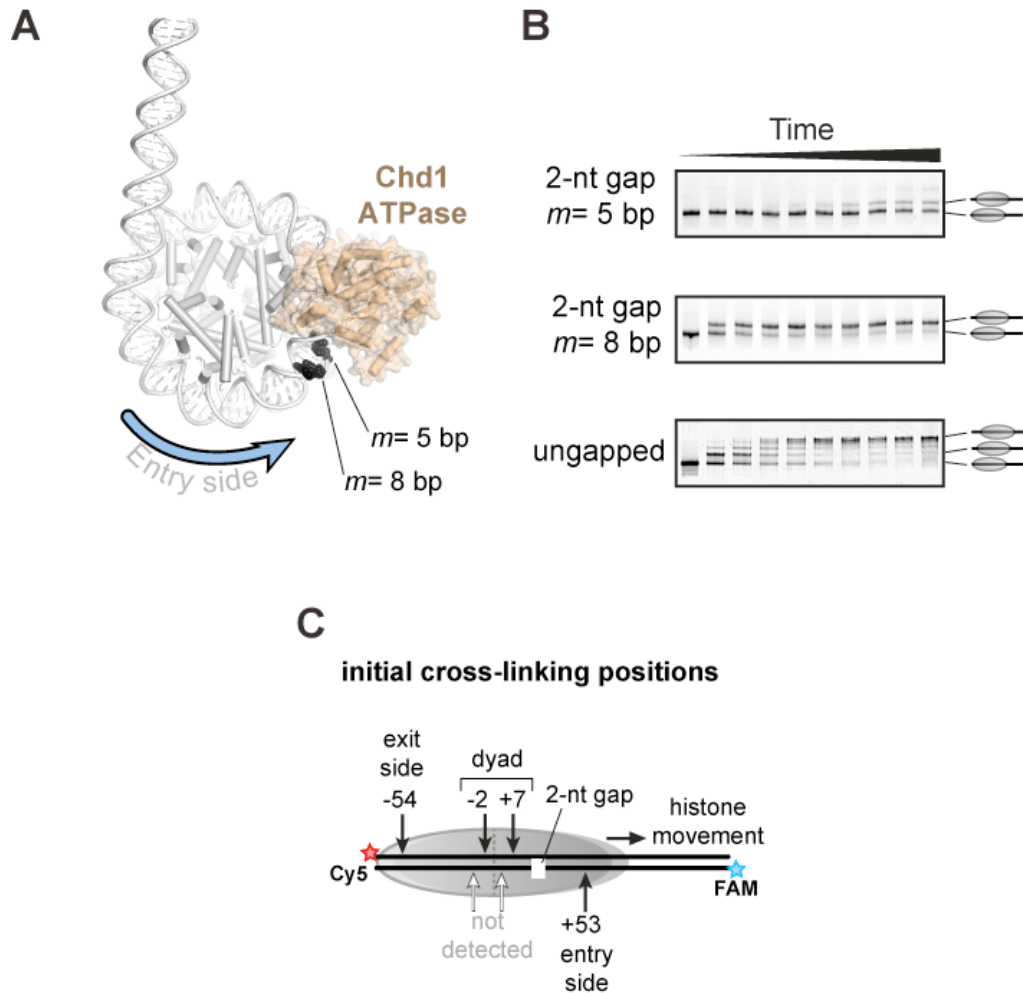 A
Chd1
ATPase
Entry side
m= 5 bp
m= 8 bp
B
Time
2-nt gap
m= 5 bp
2-nt gap
m= 8 bp
ungapped
C
initial cross-linking positions
exit
side
-54
dyad
-2 +7
2-nt gap
histone
movement
Cy5
FAM
not
detected
+53
entry
side